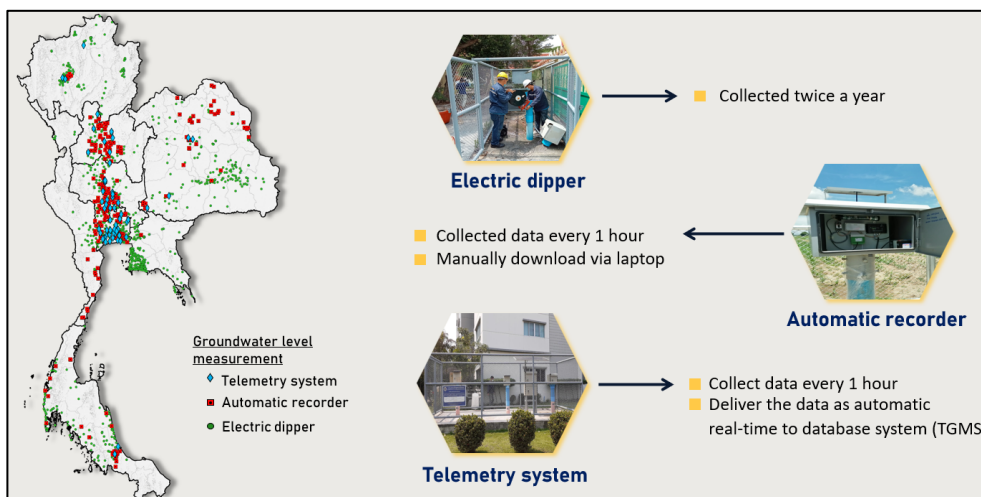 Collected twice a year
Electric dipper
Collected data every 1 hour
Manually download via laptop
Automatic recorder
Groundwater level
measurement
Telemetry system
Automatic recorder
Electric dipper
Collect data every 1 hour
Deliver the data as automatic
real-time to database system (TGMS
Telemetry system